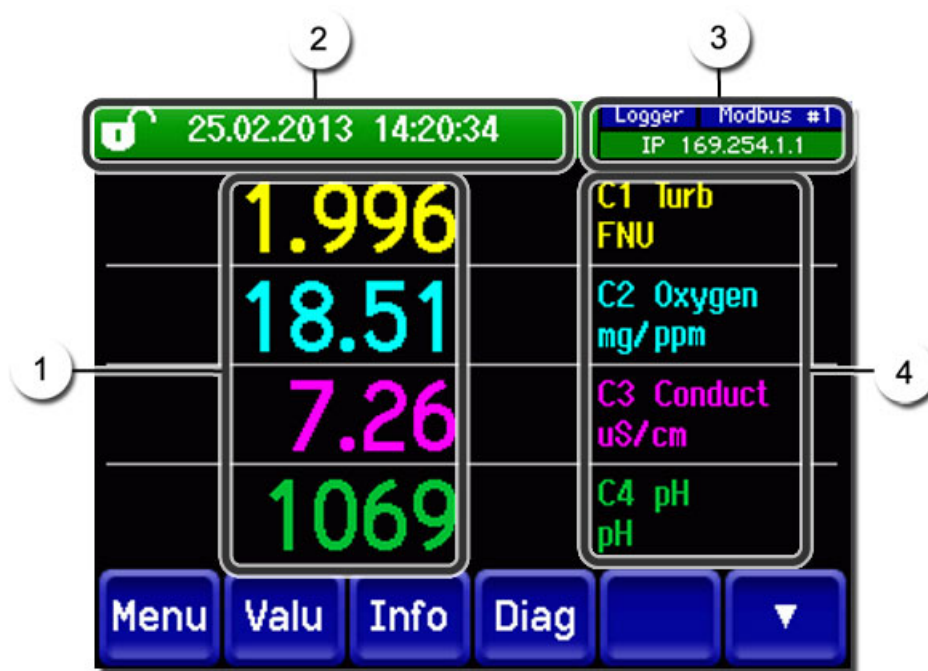 2
3
25.02.2013 14:20:34
Logger Modbus #1
IP 169.254.1.1
1.996
C1 Turb
FNU
18.51
C2 Oxygen
mg/ppm
1
4
7.26
C3 Conduct
uS/cm
1069
C4 pH
pH
Menu Valu Info Diag ▼